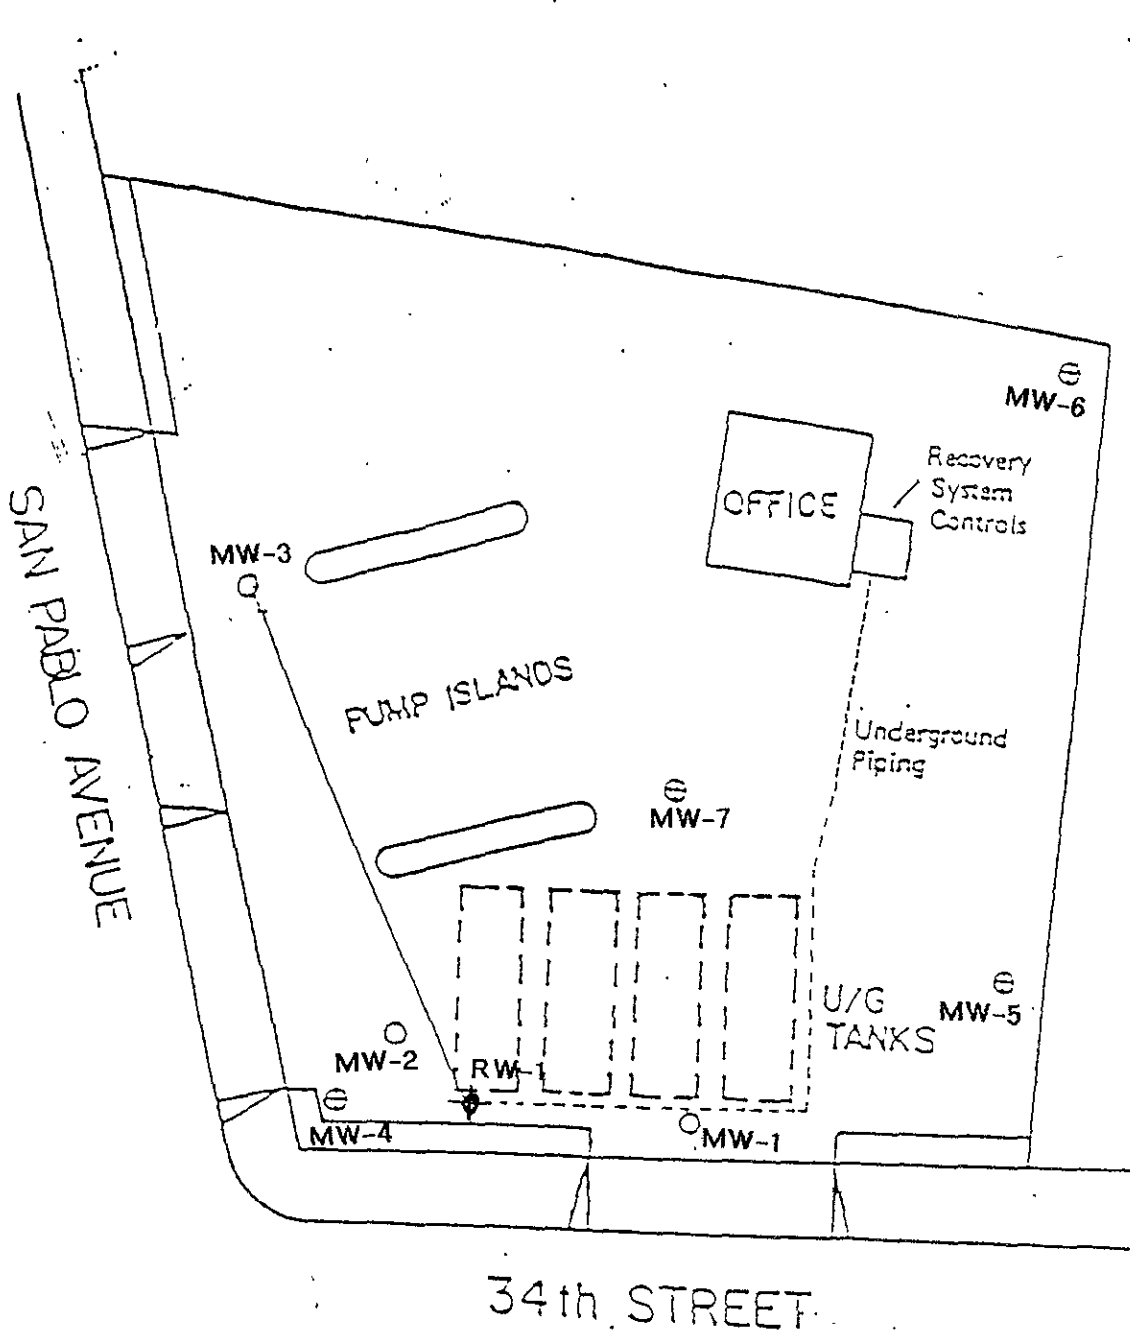 MW-6
Recovery
System
Controls
OFFICE
MW-3
SAN PABLO AVENUE
PUMP ISLANDS
Underground
Piping
MW-7
U/G
TANKS
MW-5
MW-2
RW-1
MW-4
MW-1
34th STREET